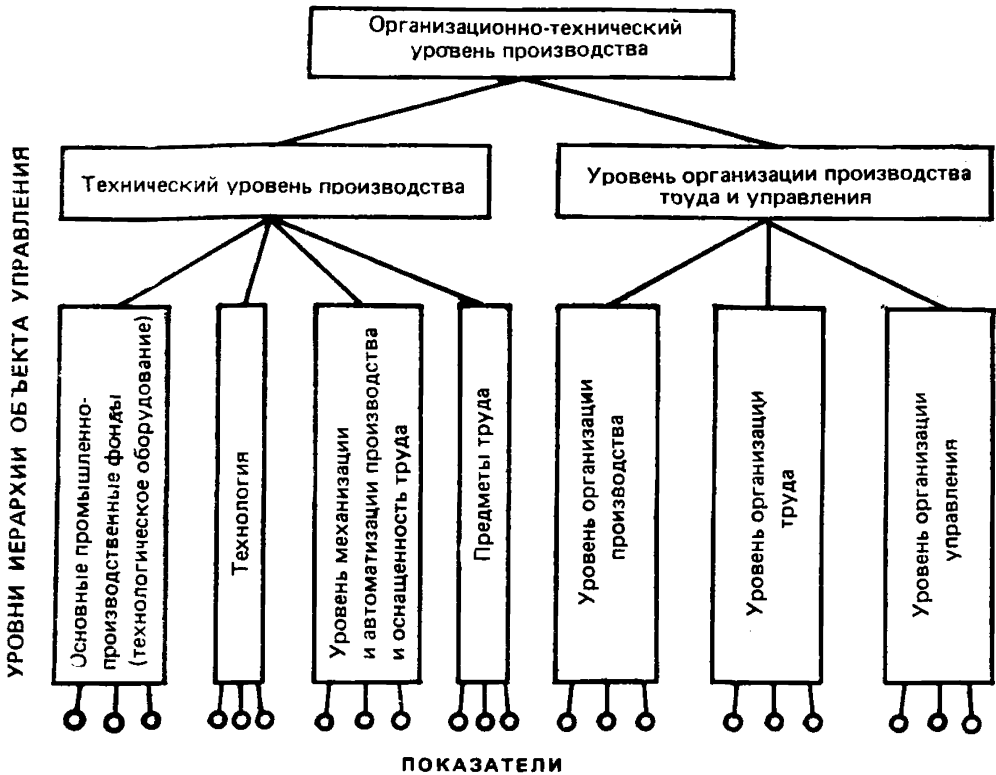 Организационно-технический
уровень производства
Технический уровень производства
Уровень организации производства
труда и управления
УРОВНИ ИЕРАРХИИ ОБЪЕКТА УПРАВЛЕНИЯ
Основные промышленно-
производственные фонды
(технологическое оборудование)
Технология
Уровень механизации
и автоматизации производства
и оснащенность труда
Предметы труда
Уровень организации
производства
Уровень организации
труда
Уровень организации
управления
ПОКАЗАТЕЛИ